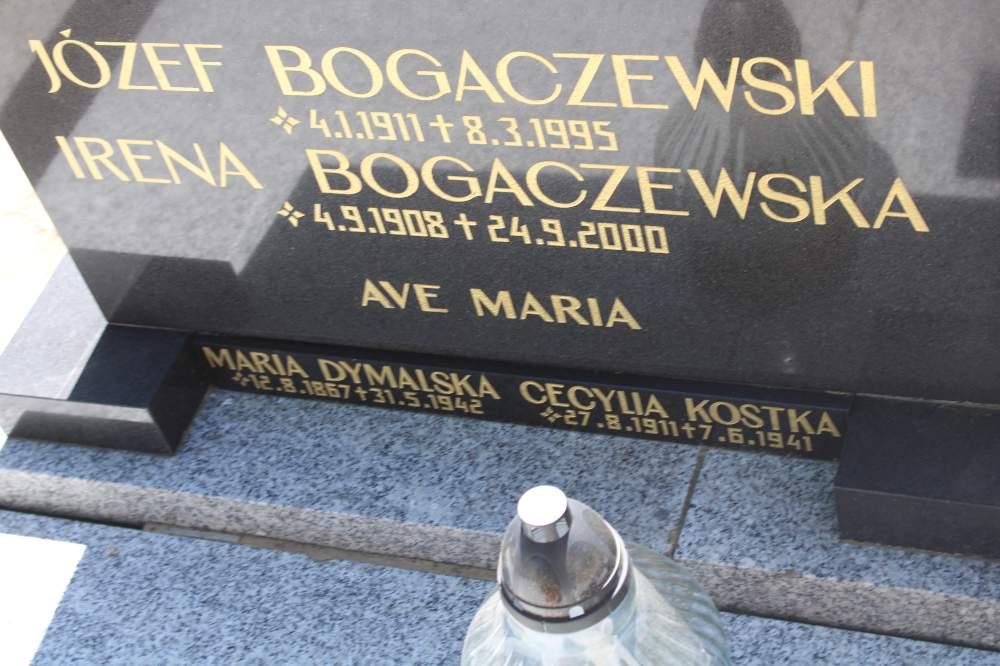 JÓZEF BOGACZEWSKI
4.1.1911 † 8.3.1995
IRENA BOGACZEWSKA
4.9.1908 † 24.9.2000
AVE MARIA
MARIA DYMALSKA
12.8.1867 † 31.5.1942
CECYLIA KOSTKA
27.8.1911 † 7.6.1941